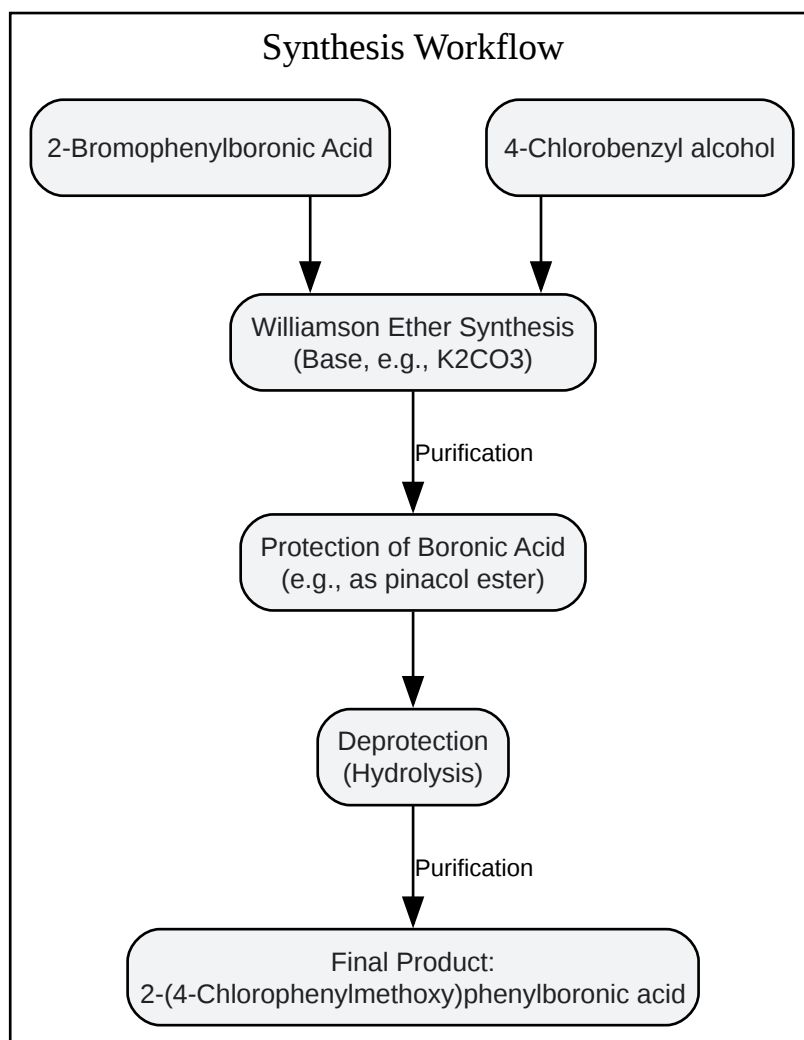 Synthesis Workflow
2-Bromophenylboronic Acid
4-Chlorobenzyl alcohol
Williamson Ether Synthesis
(Base, e.g., K2CO3)
Purification
Protection of Boronic Acid
(e.g., as pinacol ester)
Deprotection
(Hydrolysis)
Purification
Final Product:
2-(4-Chlorophenylmethoxy)phenylboronic acid